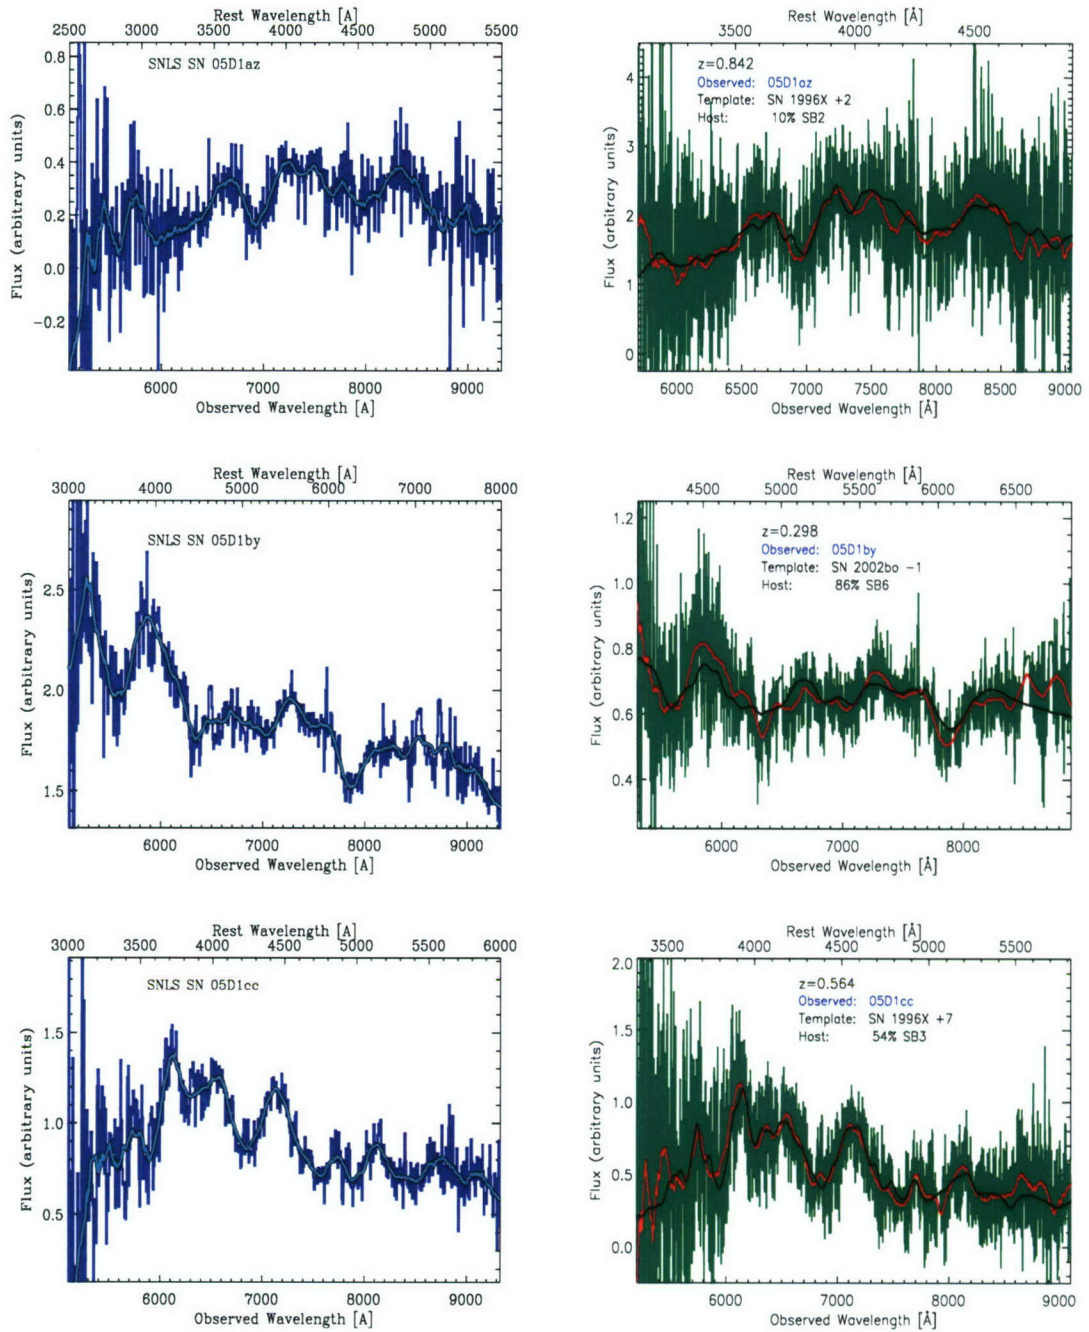 Rest Wavelength [A]
2500 3000 3500 4000 4500 5000 5500
SNLS SN 05D1az
Flux (arbitrary units)
0.8
0.6
0.4
0.2
0.0
-0.2
6000 7000 8000 9000
Observed Wavelength [A]
Rest Wavelength [Å]
3500 4000 4500
z=0.842
Observed: 05D1az
Template: SN 1996X +2
Host: 10% SB2
Flux (arbitrary units)
4
3
2
1
0
6000 6500 7000 7500 8000 8500 9000
Observed Wavelength [Å]
Rest Wavelength [A]
3000 4000 5000 6000 7000 8000
SNLS SN 05D1by
Flux (arbitrary units)
2.5
2.0
1.5
6000 7000 8000 9000
Observed Wavelength [A]
Rest Wavelength [Å]
4500 5000 5500 6000 6500
z=0.298
Observed: 05D1by
Template: SN 2002bo -1
Host: 86% SB6
Flux (arbitrary units)
1.2
1.0
0.8
0.6
0.4
6000 7000 8000
Observed Wavelength [Å]
Rest Wavelength [A]
3000 3500 4000 4500 5000 5500 6000
SNLS SN 05D1cc
Flux (arbitrary units)
1.5
1.0
0.5
6000 7000 8000 9000
Observed Wavelength [A]
Rest Wavelength [Å]
3500 4000 4500 5000 5500
z=0.564
Observed: 05D1cc
Template: SN 1996X +7
Host: 54% SB3
Flux (arbitrary units)
2.0
1.5
1.0
0.5
0.0
6000 7000 8000 9000
Observed Wavelength [Å]